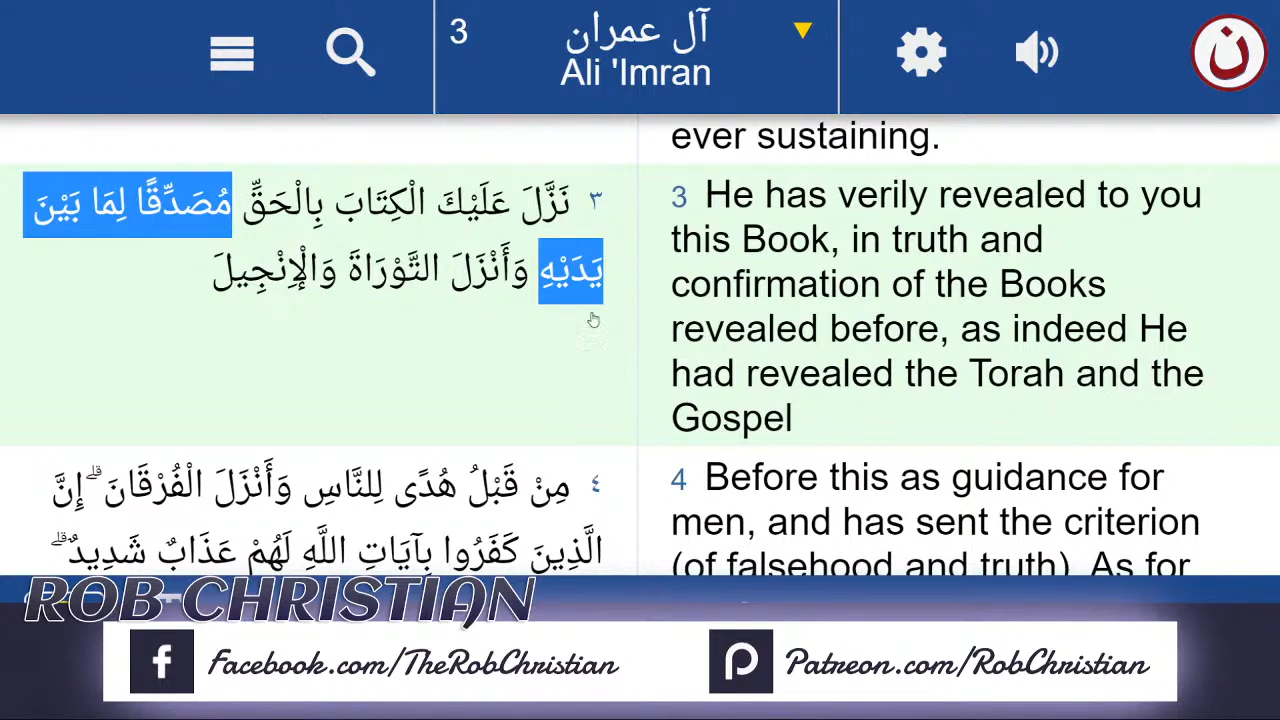 3
آل عمران
Ali 'Imran
ن
ever sustaining.
٣ نَزَّلَ عَلَيْكَ الْكِتَابَ بِالْحَقِّ مُصَدِّقًا لِمَا بَيْنَ
يَدَيْهِ وَأَنْزَلَ التَّوْرَاةَ وَالْإِنْجِيلَ
3 He has verily revealed to you
this Book, in truth and
confirmation of the Books
revealed before, as indeed He
had revealed the Torah and the
Gospel
٤ مِنْ قَبْلُ هُدًى لِلنَّاسِ وَأَنْزَلَ الْفُرْقَانَ ۗ إِنَّ
الَّذِينَ كَفَرُوا بِآيَاتِ اللَّهِ لَهُمْ عَذَابٌ شَدِيدٌ ۗ
4 Before this as guidance for
men, and has sent the criterion
(of falsehood and truth). As for
ROB CHRISTIAN
Facebook.com/TheRobChristian
Patreon.com/RobChristian